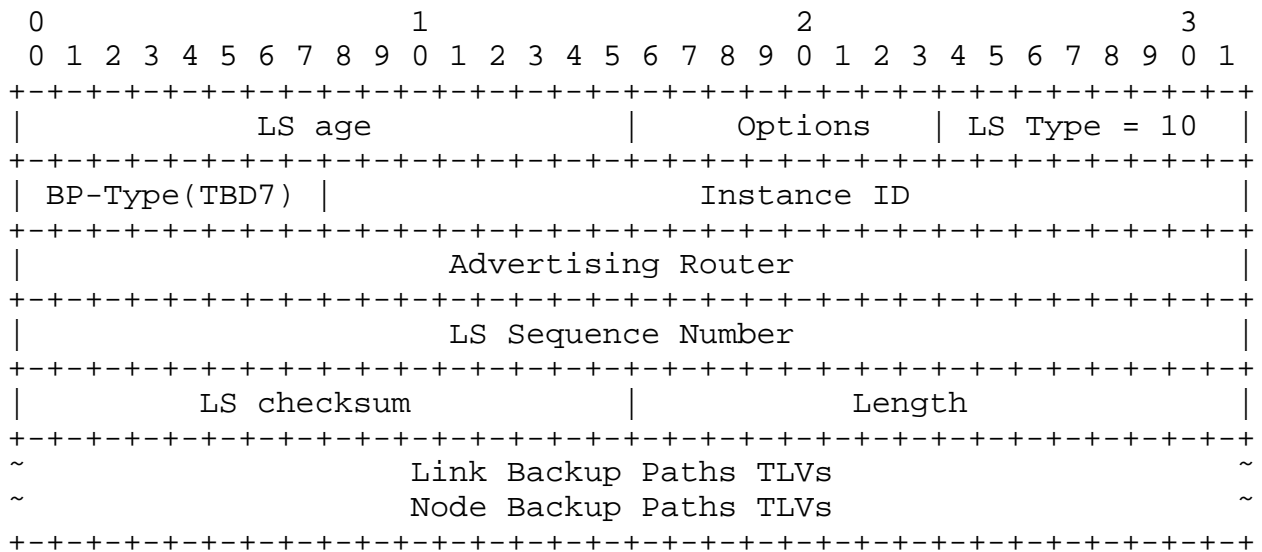 0                   1                   2                   3
 0 1 2 3 4 5 6 7 8 9 0 1 2 3 4 5 6 7 8 9 0 1 2 3 4 5 6 7 8 9 0 1
+-+-+-+-+-+-+-+-+-+-+-+-+-+-+-+-+-+-+-+-+-+-+-+-+-+-+-+-+-+-+-+-+
|            LS age             |     Options   | LS Type = 10  |
+-+-+-+-+-+-+-+-+-+-+-+-+-+-+-+-+-+-+-+-+-+-+-+-+-+-+-+-+-+-+-+-+
| BP-Type(TBD7) |                   Instance ID                 |
+-+-+-+-+-+-+-+-+-+-+-+-+-+-+-+-+-+-+-+-+-+-+-+-+-+-+-+-+-+-+-+-+
|                      Advertising Router                       |
+-+-+-+-+-+-+-+-+-+-+-+-+-+-+-+-+-+-+-+-+-+-+-+-+-+-+-+-+-+-+-+-+
|                      LS Sequence Number                       |
+-+-+-+-+-+-+-+-+-+-+-+-+-+-+-+-+-+-+-+-+-+-+-+-+-+-+-+-+-+-+-+-+
|         LS checksum           |           Length              |
+-+-+-+-+-+-+-+-+-+-+-+-+-+-+-+-+-+-+-+-+-+-+-+-+-+-+-+-+-+-+-+-+
~                    Link Backup Paths TLVs                     ~
~                    Node Backup Paths TLVs                     ~
+-+-+-+-+-+-+-+-+-+-+-+-+-+-+-+-+-+-+-+-+-+-+-+-+-+-+-+-+-+-+-+-+